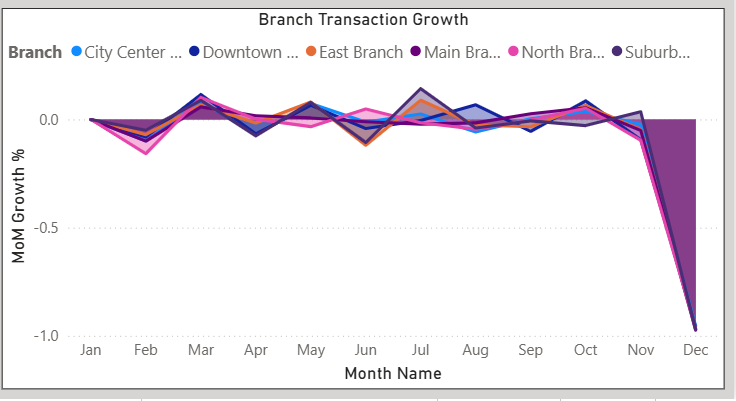 Branch Transaction Growth
Branch City Center ... Downtown ... East Branch Main Bra... North Bra... Suburb...
0.0
-0.5
-1.0
MoM Growth %
Jan Feb Mar Apr May Jun Jul Aug Sep Oct Nov Dec
Month Name